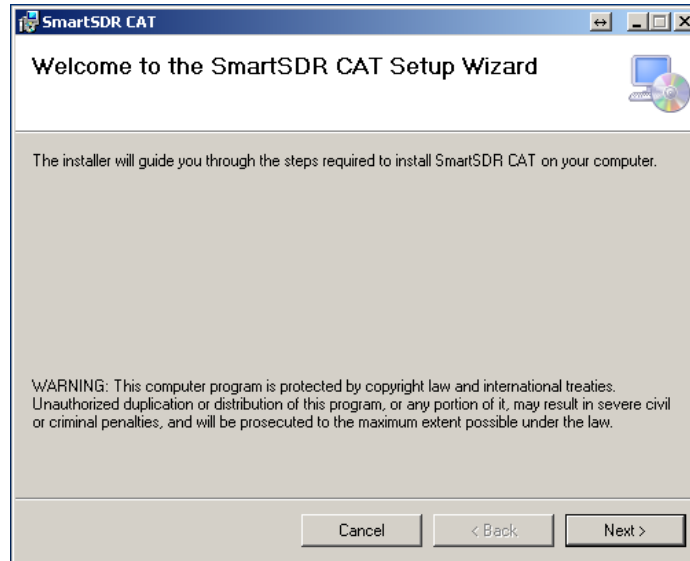 SmartSDR CAT
Welcome to the SmartSDR CAT Setup Wizard
The installer will guide you through the steps required to install SmartSDR CAT on your computer.
WARNING: This computer program is protected by copyright law and international treaties.
Unauthorized duplication or distribution of this program, or any portion of it, may result in severe civil
or criminal penalties, and will be prosecuted to the maximum extent possible under the law.
Cancel
< Back
Next >